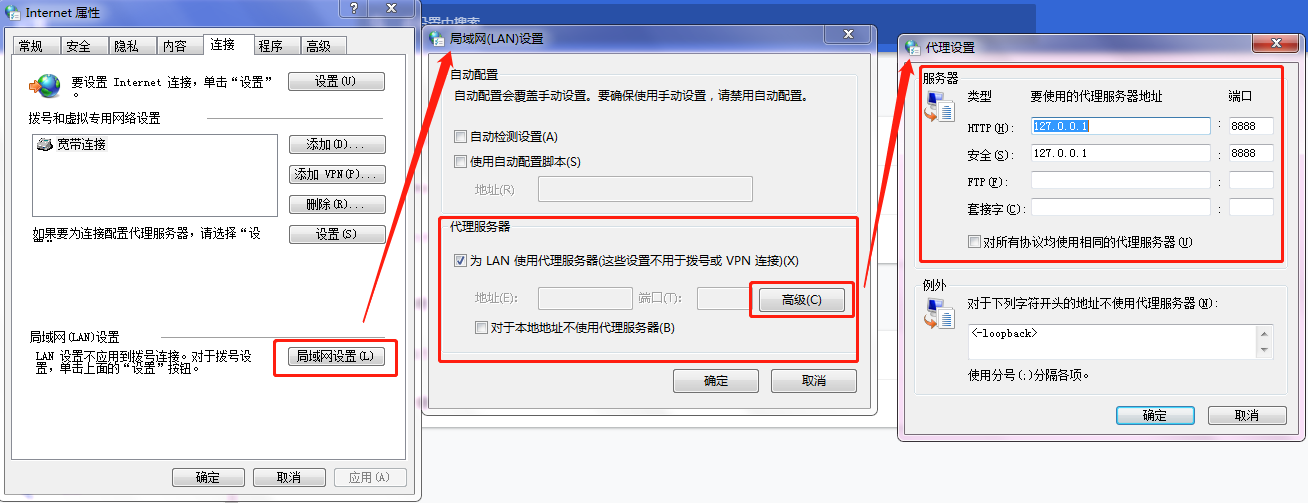 Internet 属性
常规 安全 隐私 内容 连接 程序 高级
要设置 Internet 连接，单击“设置”
。
设置(U)
拨号和虚拟专用网络设置
宽带连接
添加(D)...
添加 VPN(P)...
删除(R)...
如果要为连接配置代理服务器，请选择“设
设置(S)
局域网(LAN)设置
LAN 设置不应用到拨号连接。对于拨号设
置，单击上面的“设置”按钮。
局域网设置(L)
确定 取消 应用(A)
设置中搜索
局域网(LAN)设置
自动配置
自动配置会覆盖手动设置。要确保使用手动设置，请禁用自动配置。
自动检测设置(A)
使用自动配置脚本(S)
地址(R)
代理服务器
为 LAN 使用代理服务器(这些设置不用于拨号或 VPN 连接)(X)
地址(E): 端口(T): 高级(C)
对于本地地址不使用代理服务器(B)
确定 取消
代理设置
服务器
类型 要使用的代理服务器地址 端口
HTTP(H): 127.0.0.1 : 8888
安全(S): 127.0.0.1 : 8888
FTP(F): :
套接字(C): :
对所有协议均使用相同的代理服务器(U)
例外
对于下列字符开头的地址不使用代理服务器(N):
<-loopback>
使用分号(;)分隔各项。
确定 取消